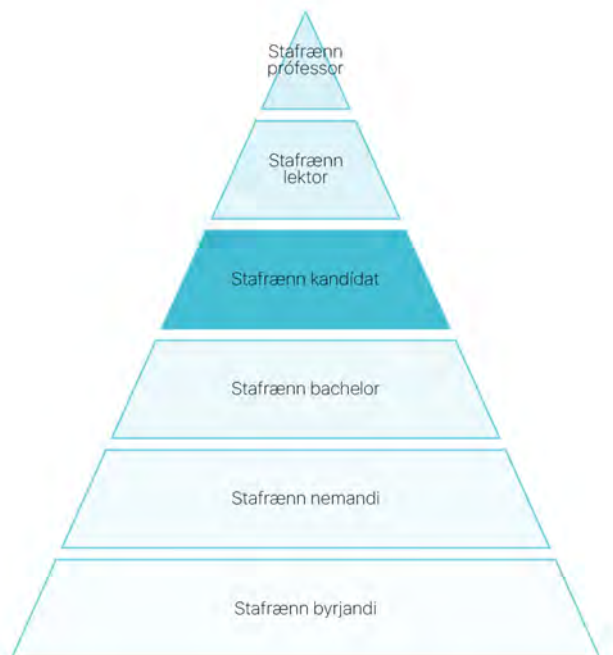 Stafrænn
prófessor
Stafrænn
lektor
Stafrænn kandídat
Stafrænn bachelor
Stafrænn nemandi
Stafrænn byrjandi